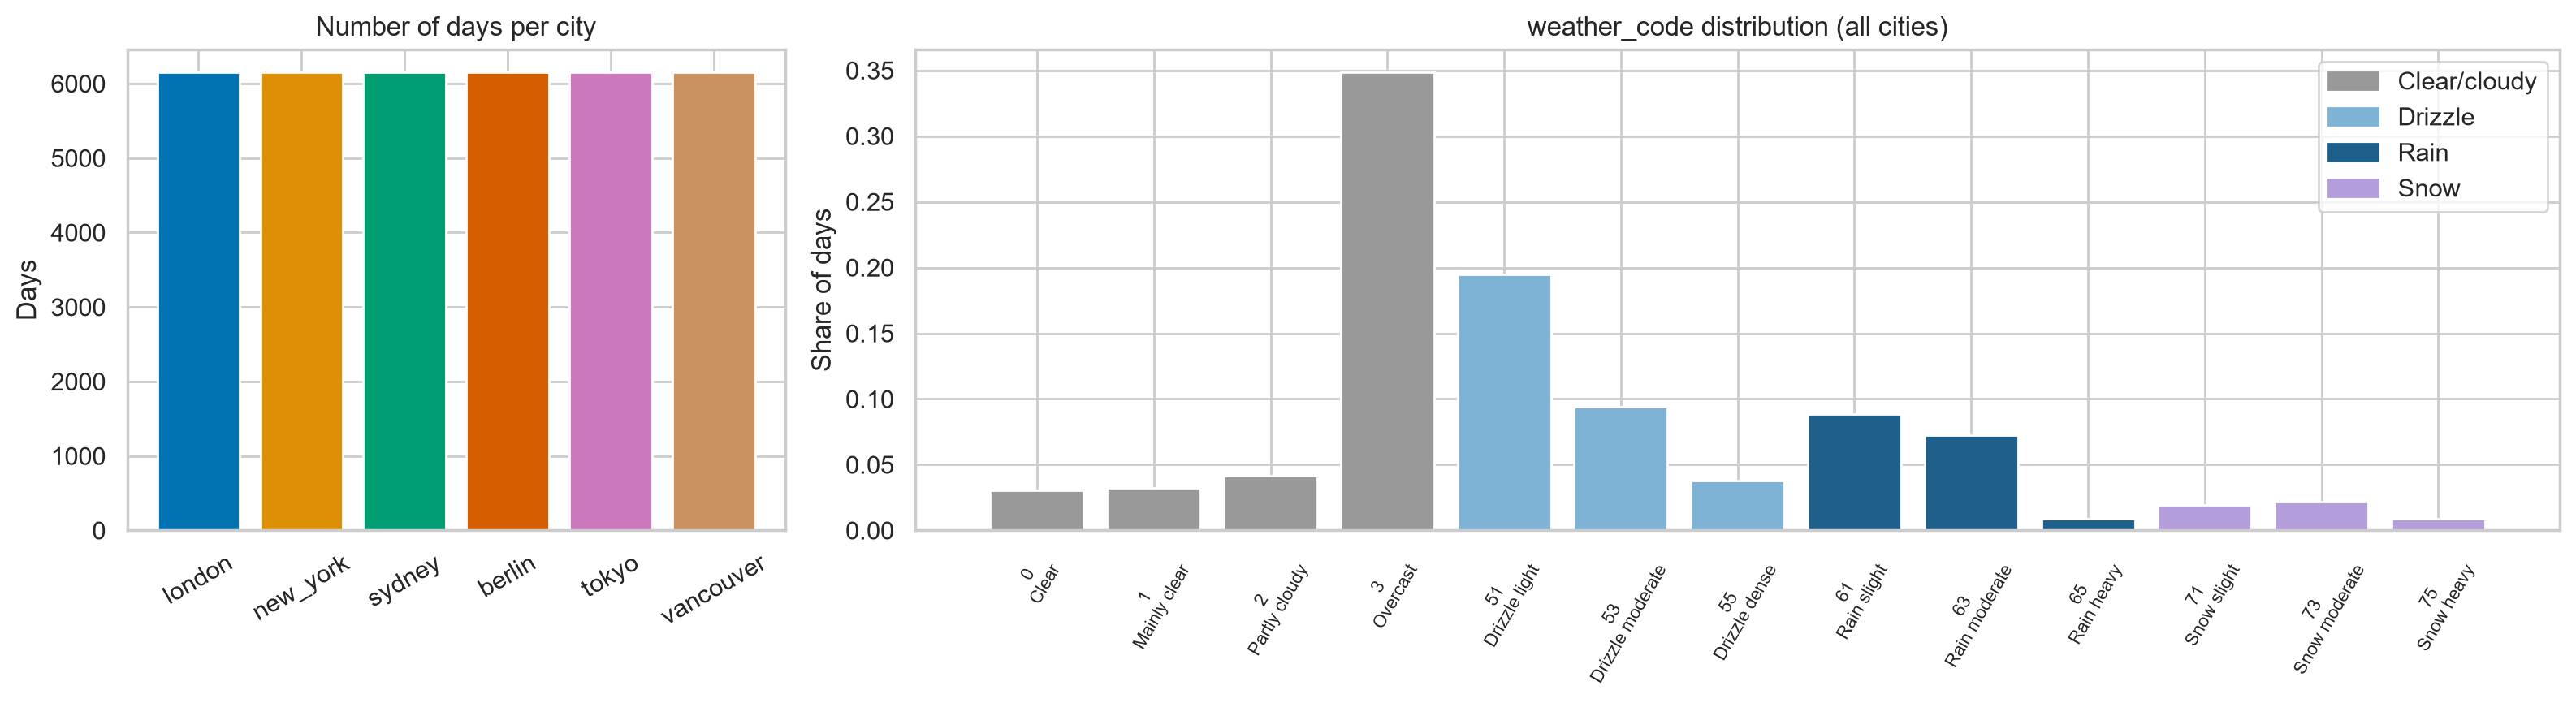 Number of days per city
Days
6000
5000
4000
3000
2000
1000
0
london
new_york
sydney
berlin
tokyo
vancouver
weather_code distribution (all cities)
Share of days
0.35
0.30
0.25
0.20
0.15
0.10
0.05
0.00
0
Clear
1
Mainly clear
2
Partly cloudy
3
Overcast
51
Drizzle light
53
Drizzle moderate
55
Drizzle dense
61
Rain slight
63
Rain moderate
65
Rain heavy
71
Snow slight
73
Snow moderate
75
Snow heavy
Clear/cloudy
Drizzle
Rain
Snow